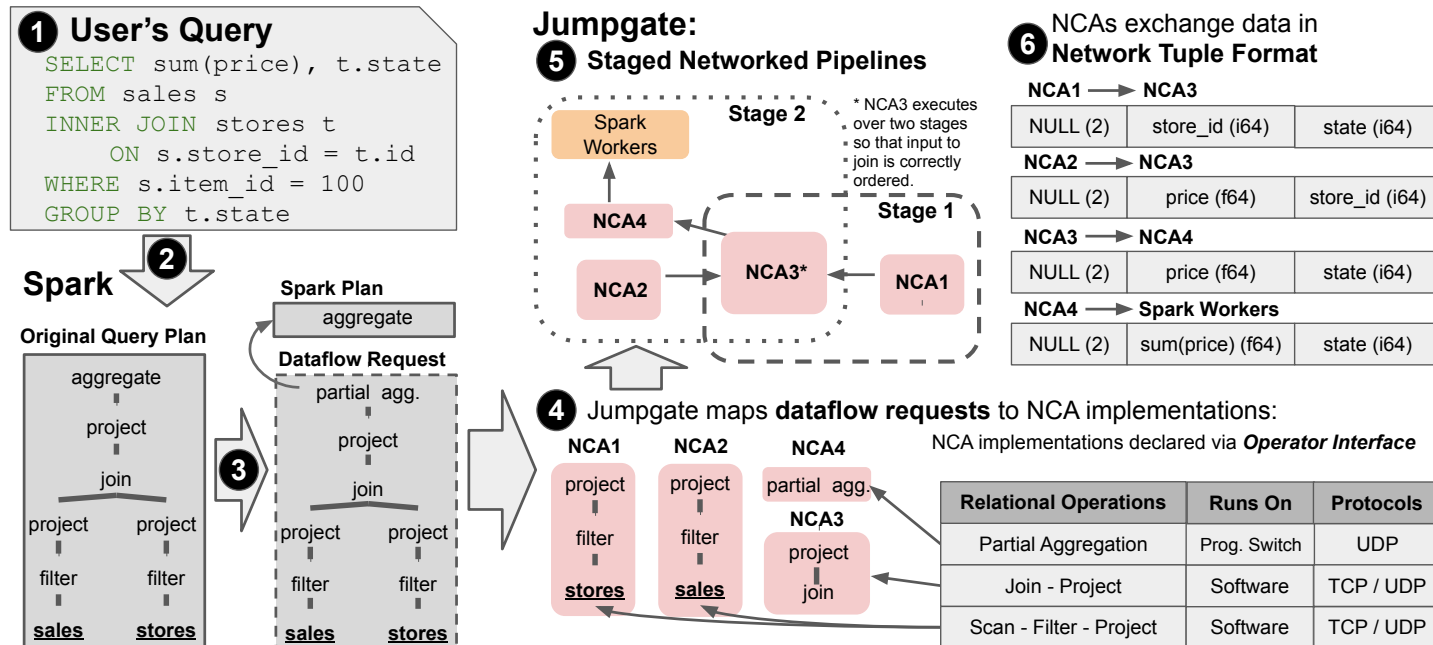 1 User's Query
SELECT sum(price), t.state
FROM sales s
INNER JOIN stores t
ON s.store_id = t.id
WHERE s.item_id = 100
GROUP BY t.state
2
Spark
Original Query Plan
aggregate
project
join
project project
filter filter
sales stores
3
Spark Plan
aggregate
Dataflow Request
partial agg.
project
join
project project
filter filter
sales stores
Jumpgate:
5 Staged Networked Pipelines
Stage 2
Spark
Workers
* NCA3 executes
over two stages
so that input to
join is correctly
ordered.
Stage 1
NCA4
NCA2
NCA3*
NCA1
4 Jumpgate maps dataflow requests to NCA implementations:
NCA implementations declared via Operator Interface
NCA1
project
filter
stores
NCA2
project
filter
sales
NCA4
partial agg.
NCA3
project
join
Relational Operations Runs On Protocols
Partial Aggregation Prog. Switch UDP
Join - Project Software TCP / UDP
Scan - Filter - Project Software TCP / UDP
6 NCAs exchange data in
Network Tuple Format
NCA1 NCA3
NULL (2) store_id (i64) state (i64)
NCA2 NCA3
NULL (2) price (f64) store_id (i64)
NCA3 NCA4
NULL (2) price (f64) state (i64)
NCA4 Spark Workers
NULL (2) sum(price) (f64) state (i64)